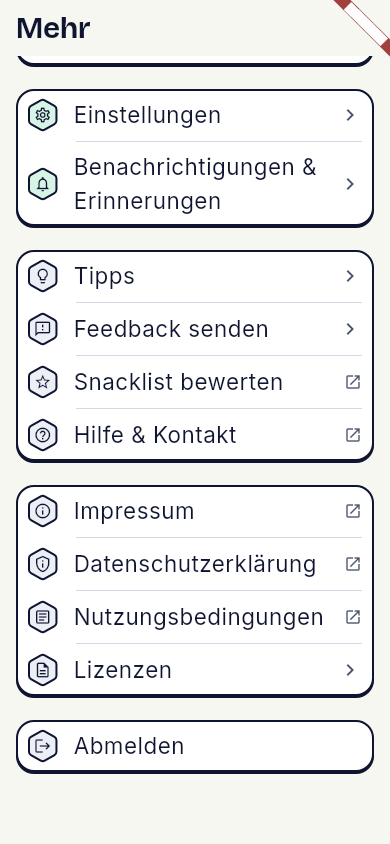 Mehr
Einstellungen
Benachrichtigungen &
Erinnerungen
Tipps
Feedback senden
Snacklist bewerten
Hilfe & Kontakt
Impressum
Datenschutzerklärung
Nutzungsbedingungen
Lizenzen
Abmelden